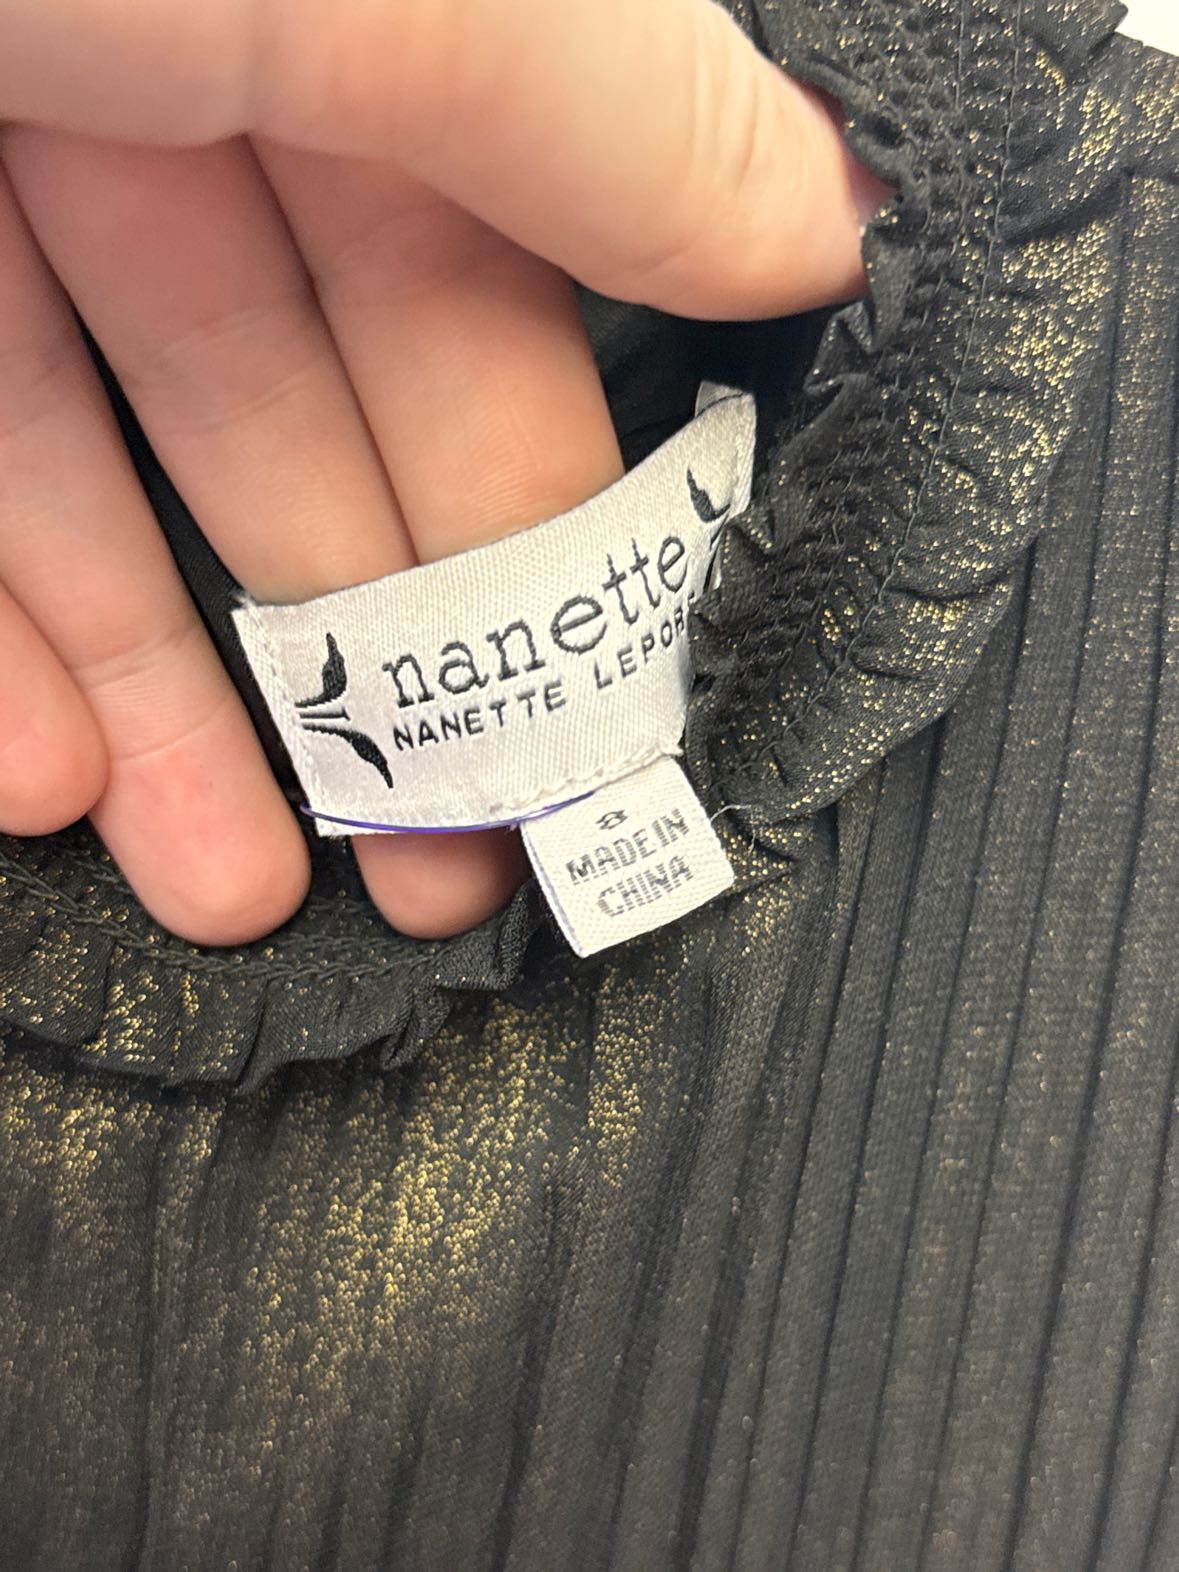 nanette
NANETTE LEPOR
8
MADE IN
CHINA